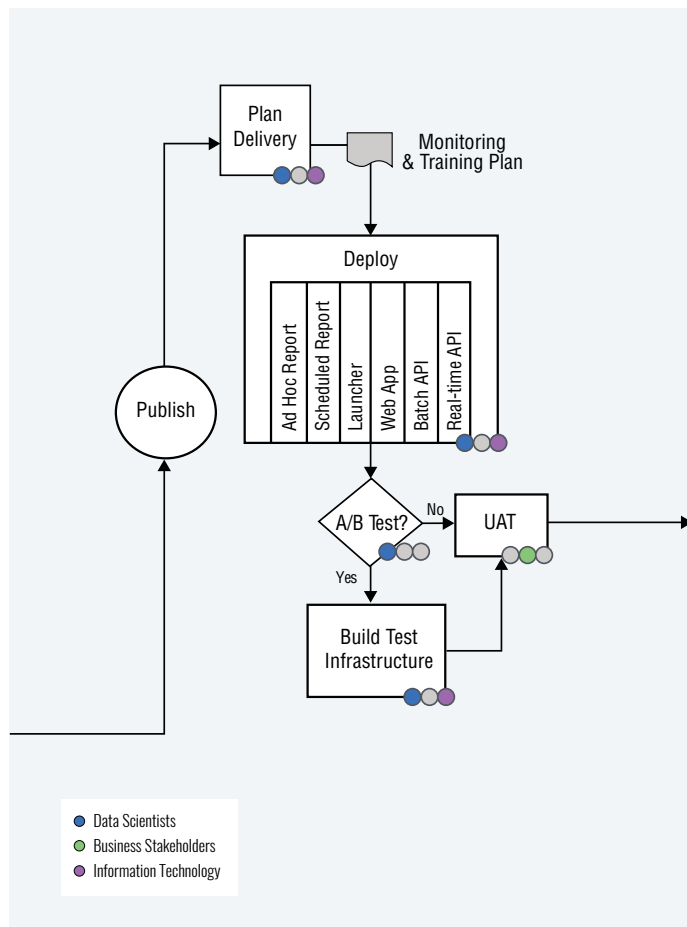 Plan
Delivery
Monitoring
& Training Plan
Deploy
Ad Hoc Report
Scheduled Report
Launcher
Web App
Batch API
Real-time API
Publish
A/B Test?
No
UAT
Yes
Build Test
Infrastructure
Data Scientists
Business Stakeholders
Information Technology